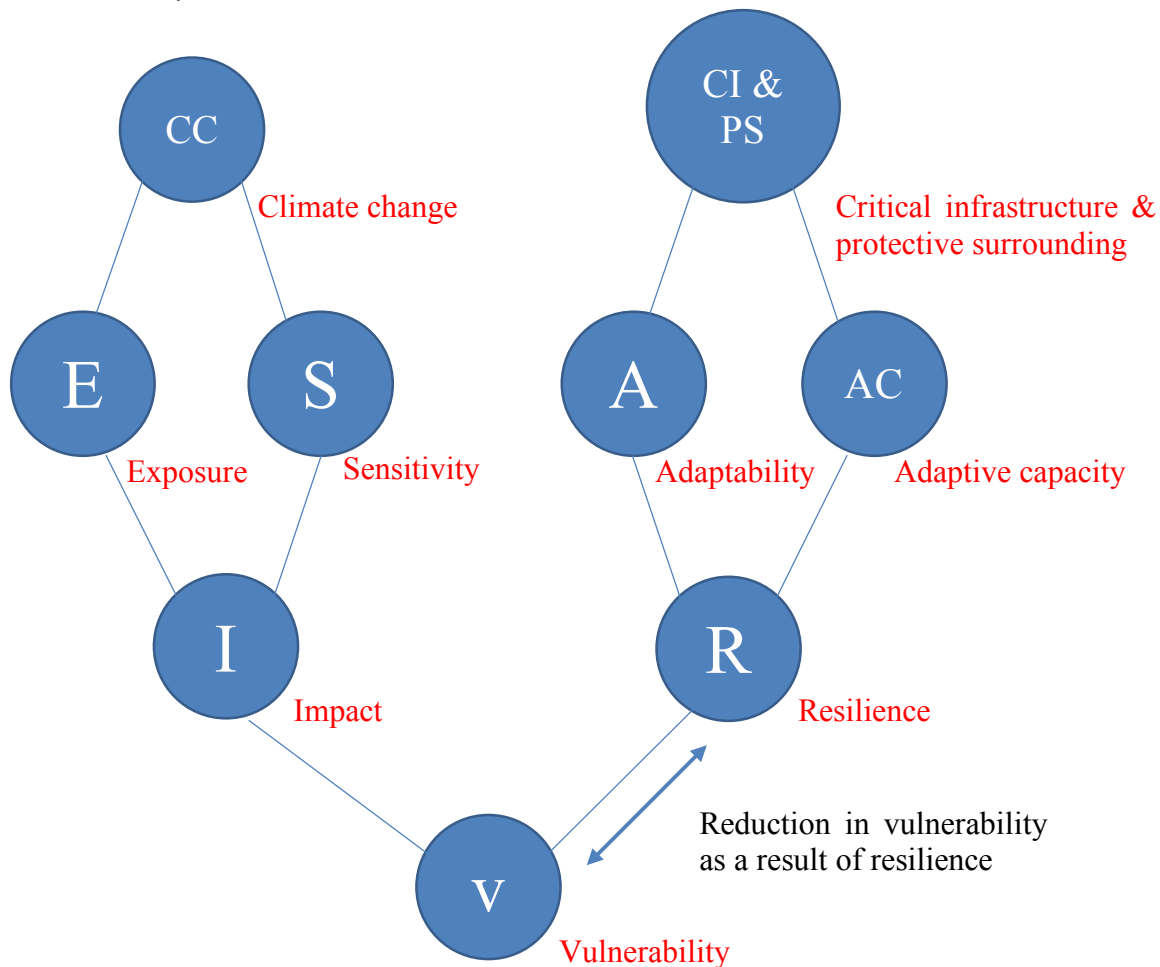 CI &
PS
CC
Climate change
Critical infrastructure &
protective surrounding
E
S
A
AC
Exposure
Sensitivity
Adaptability
Adaptive capacity
I
R
Impact
Resilience
Reduction in vulnerability
as a result of resilience
v
Vulnerability